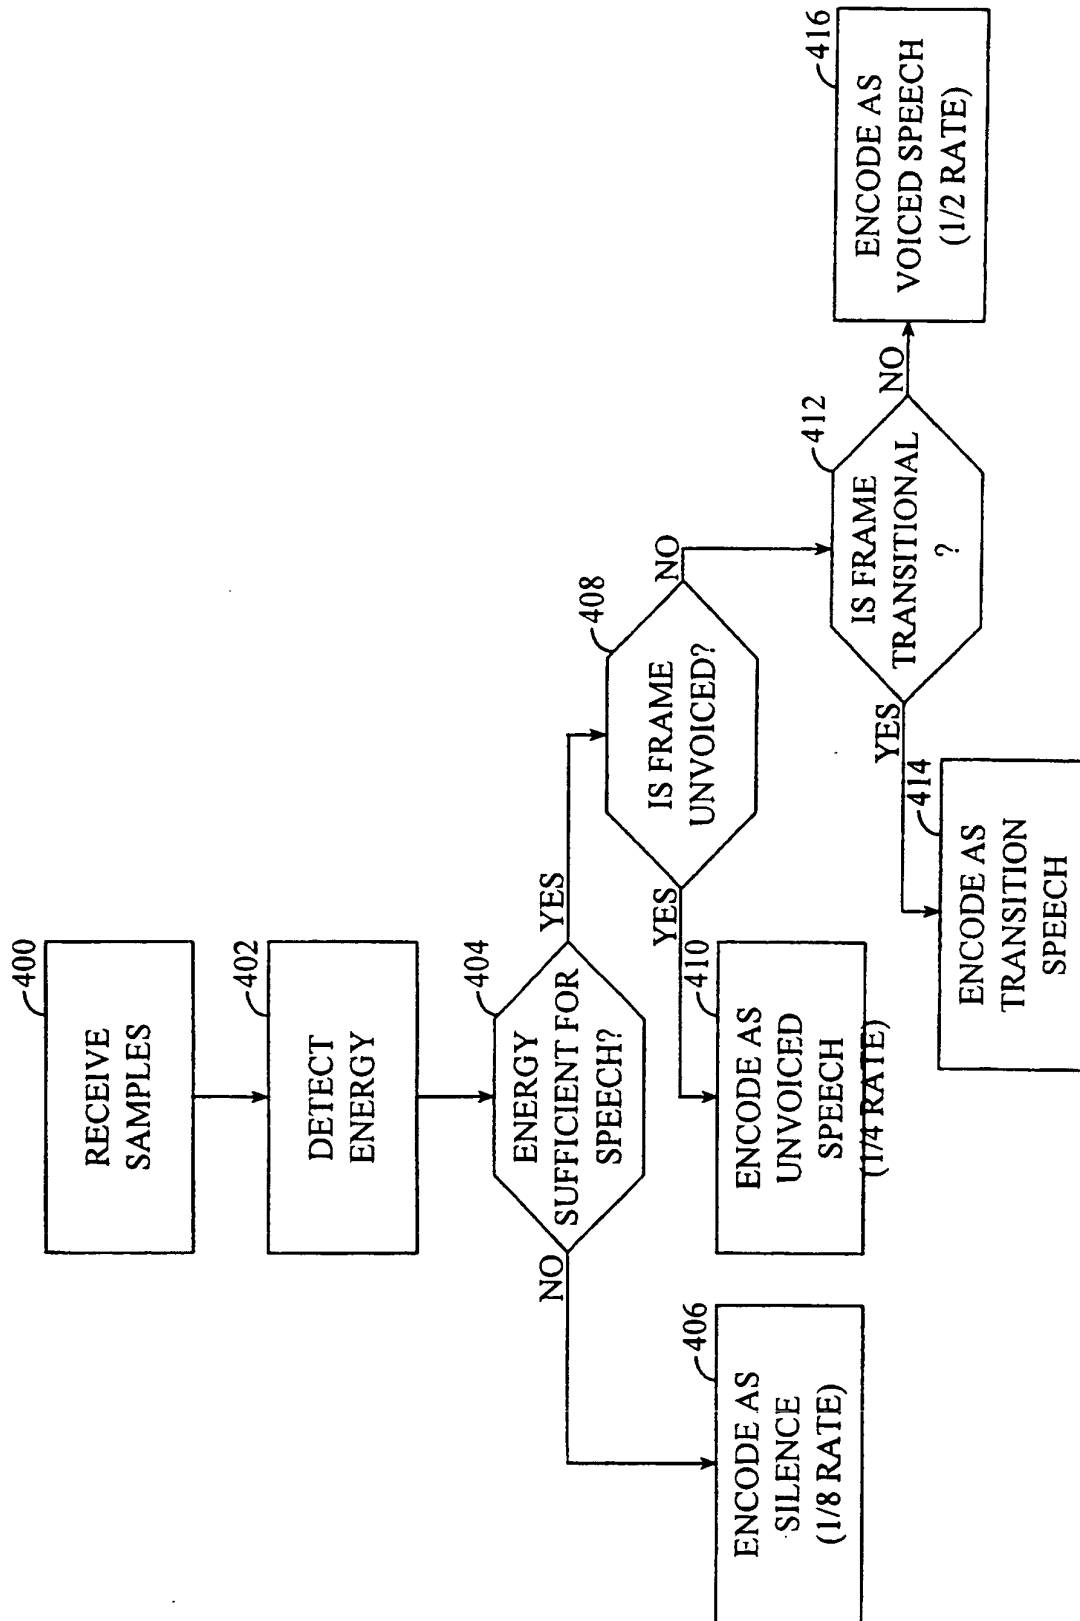 400
RECEIVE
SAMPLES
402
DETECT
ENERGY
404
ENERGY
SUFFICIENT FOR
SPEECH?
NO
YES
406
ENCODE AS
SILENCE
(1/8 RATE)
408
IS FRAME
UNVOICED?
YES
NO
410
ENCODE AS
UNVOICED
SPEECH
(1/4 RATE)
412
IS FRAME
TRANSITIONAL
?
YES
NO
414
ENCODE AS
TRANSITION
SPEECH
416
ENCODE AS
VOICED SPEECH
(1/2 RATE)